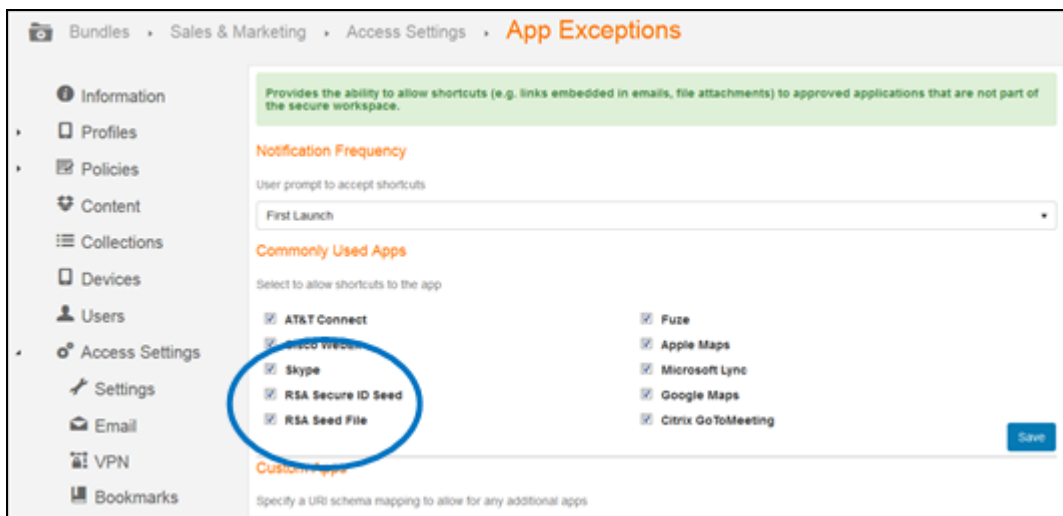 Bundles Sales & Marketing Access Settings App Exceptions
Information
Profiles
Policies
Content
Collections
Devices
Users
Access Settings
Settings
Email
VPN
Bookmarks
Provides the ability to allow shortcuts (e.g. links embedded in emails, file attachments) to approved applications that are not part of
the secure workspace.
Notification Frequency
User prompt to accept shortcuts
First Launch
Commonly Used Apps
Select to allow shortcuts to the app
AT&T Connect
Cisco WebEx
Skype
RSA Secure ID Seed
RSA Seed File
Fuze
Apple Maps
Microsoft Lync
Google Maps
Citrix GoToMeeting
Save
Custom Apps
Specify a URI schema mapping to allow for any additional apps